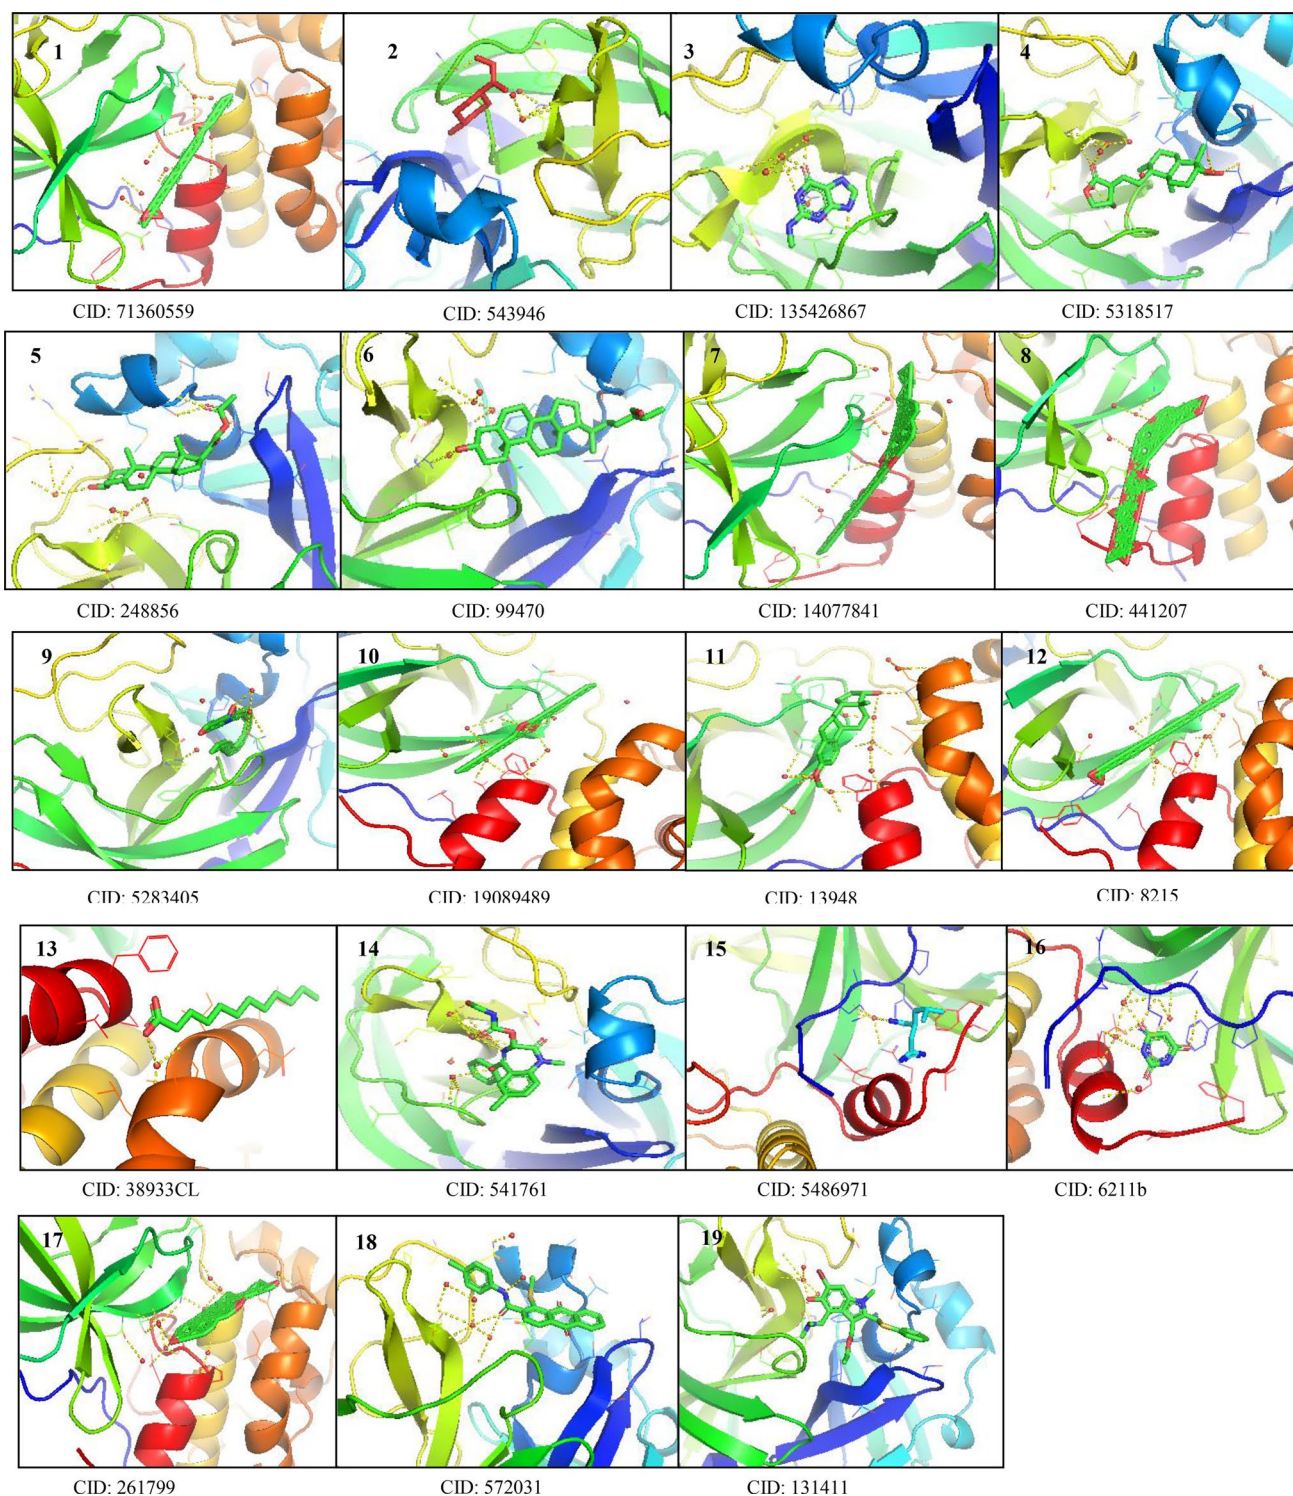 1 2 3 4
CID: 71360559 CID: 543946 CID: 135426867 CID: 5318517
5 6 7 8
CID: 248856 CID: 99470 CID: 14077841 CID: 441207
9 10 11 12
CID: 5283405 CID: 19089489 CID: 13948 CID: 8215
13 14 15 16
CID: 38933CL CID: 541761 CID: 5486971 CID: 6211b
17 18 19
CID: 261799 CID: 572031 CID: 131411